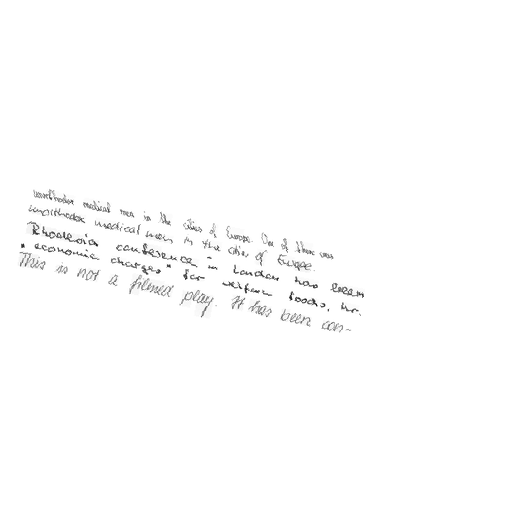 unorthodox medical men in the cities of Europe. One of these was
unorthodox medical men in the cities of Europe.
Rhodesia conference in London has been
" economic charges " for welfare foods, Mr.
This is not a filmed play. It has been con-